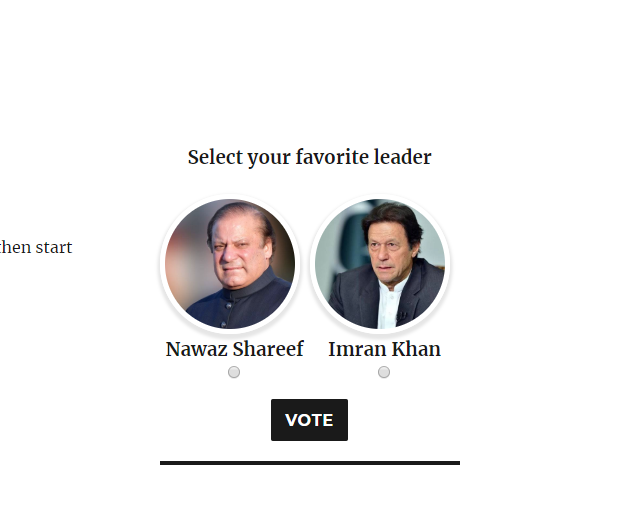 Select your favorite leader
then start
Nawaz Shareef
Imran Khan
VOTE